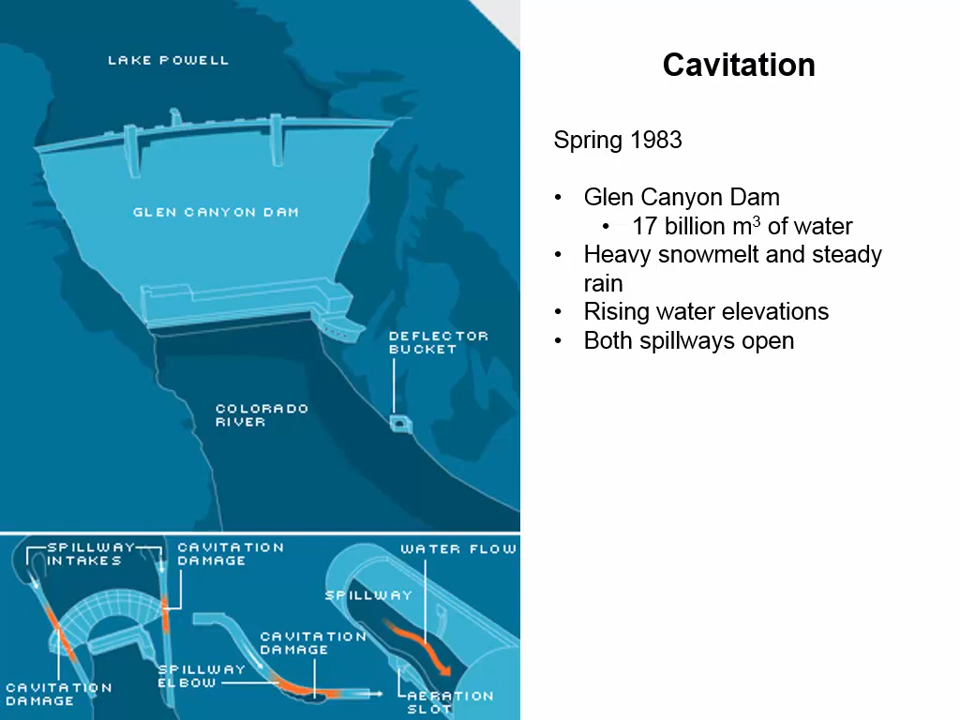 LAKE POWELL
GLEN CANYON DAM
DEFLECTOR
BUCKET
COLORADO
RIVER
SPILLWAY
INTAKES
CAVITATION
DAMAGE
WATER FLOW
SPILLWAY
CAVITATION
DAMAGE
SPILLWAY
ELBOW
CAVITATION
DAMAGE
AERATION
SLOT
Cavitation
Spring 1983
• Glen Canyon Dam
• 17 billion m³ of water
• Heavy snowmelt and steady
rain
• Rising water elevations
• Both spillways open